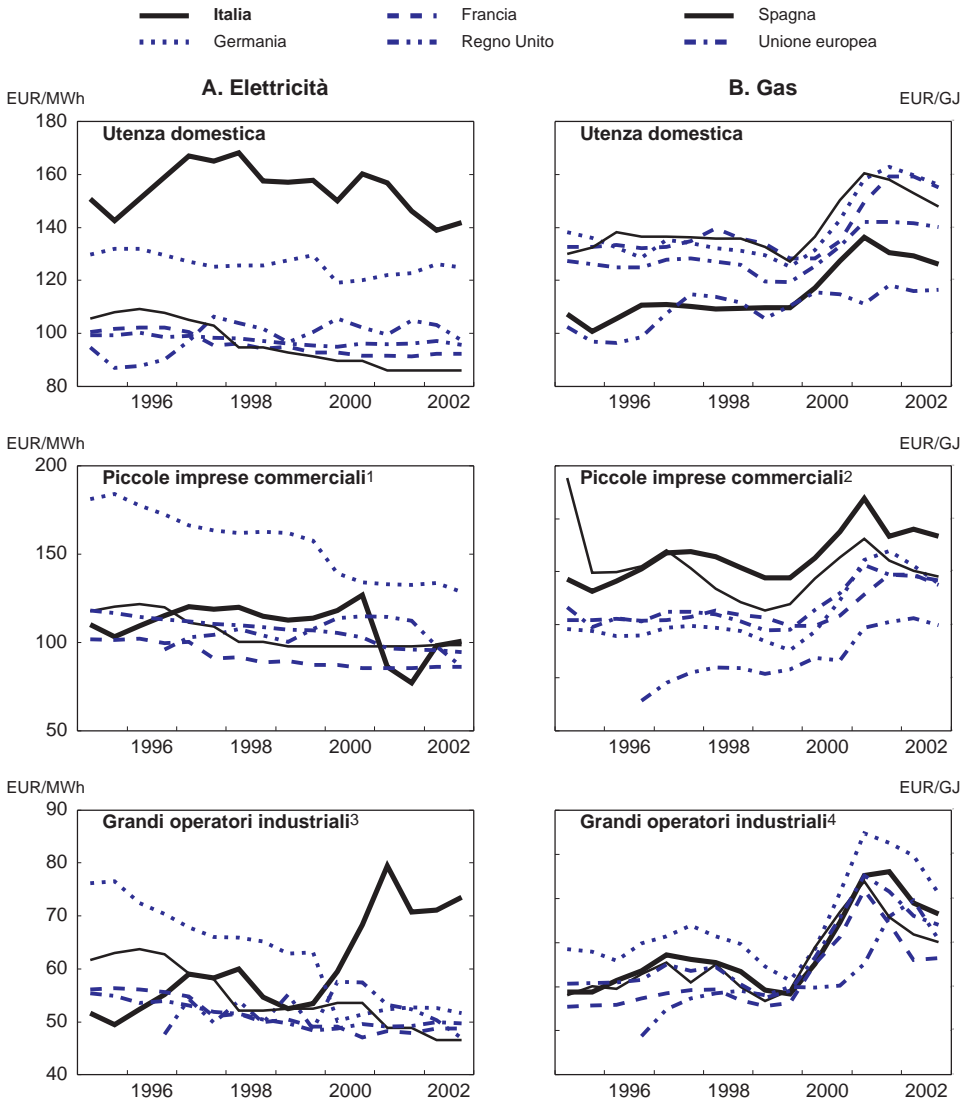 Italia Francia Spagna
Germania Regno Unito Unione europea
A. Elettricità B. Gas
EUR/MWh EUR/GJ
180
Utenza domestica Utenza domestica
160
140
120
100
80
1996 1998 2000 2002 1996 1998 2000 2002
EUR/MWh EUR/GJ
200
Piccole imprese commerciali1 Piccole imprese commerciali2
150
100
50
1996 1998 2000 2002 1996 1998 2000 2002
EUR/MWh EUR/GJ
90
Grandi operatori industriali3 Grandi operatori industriali4
80
70
60
50
40
1996 1998 2000 2002 1996 1998 2000 2002